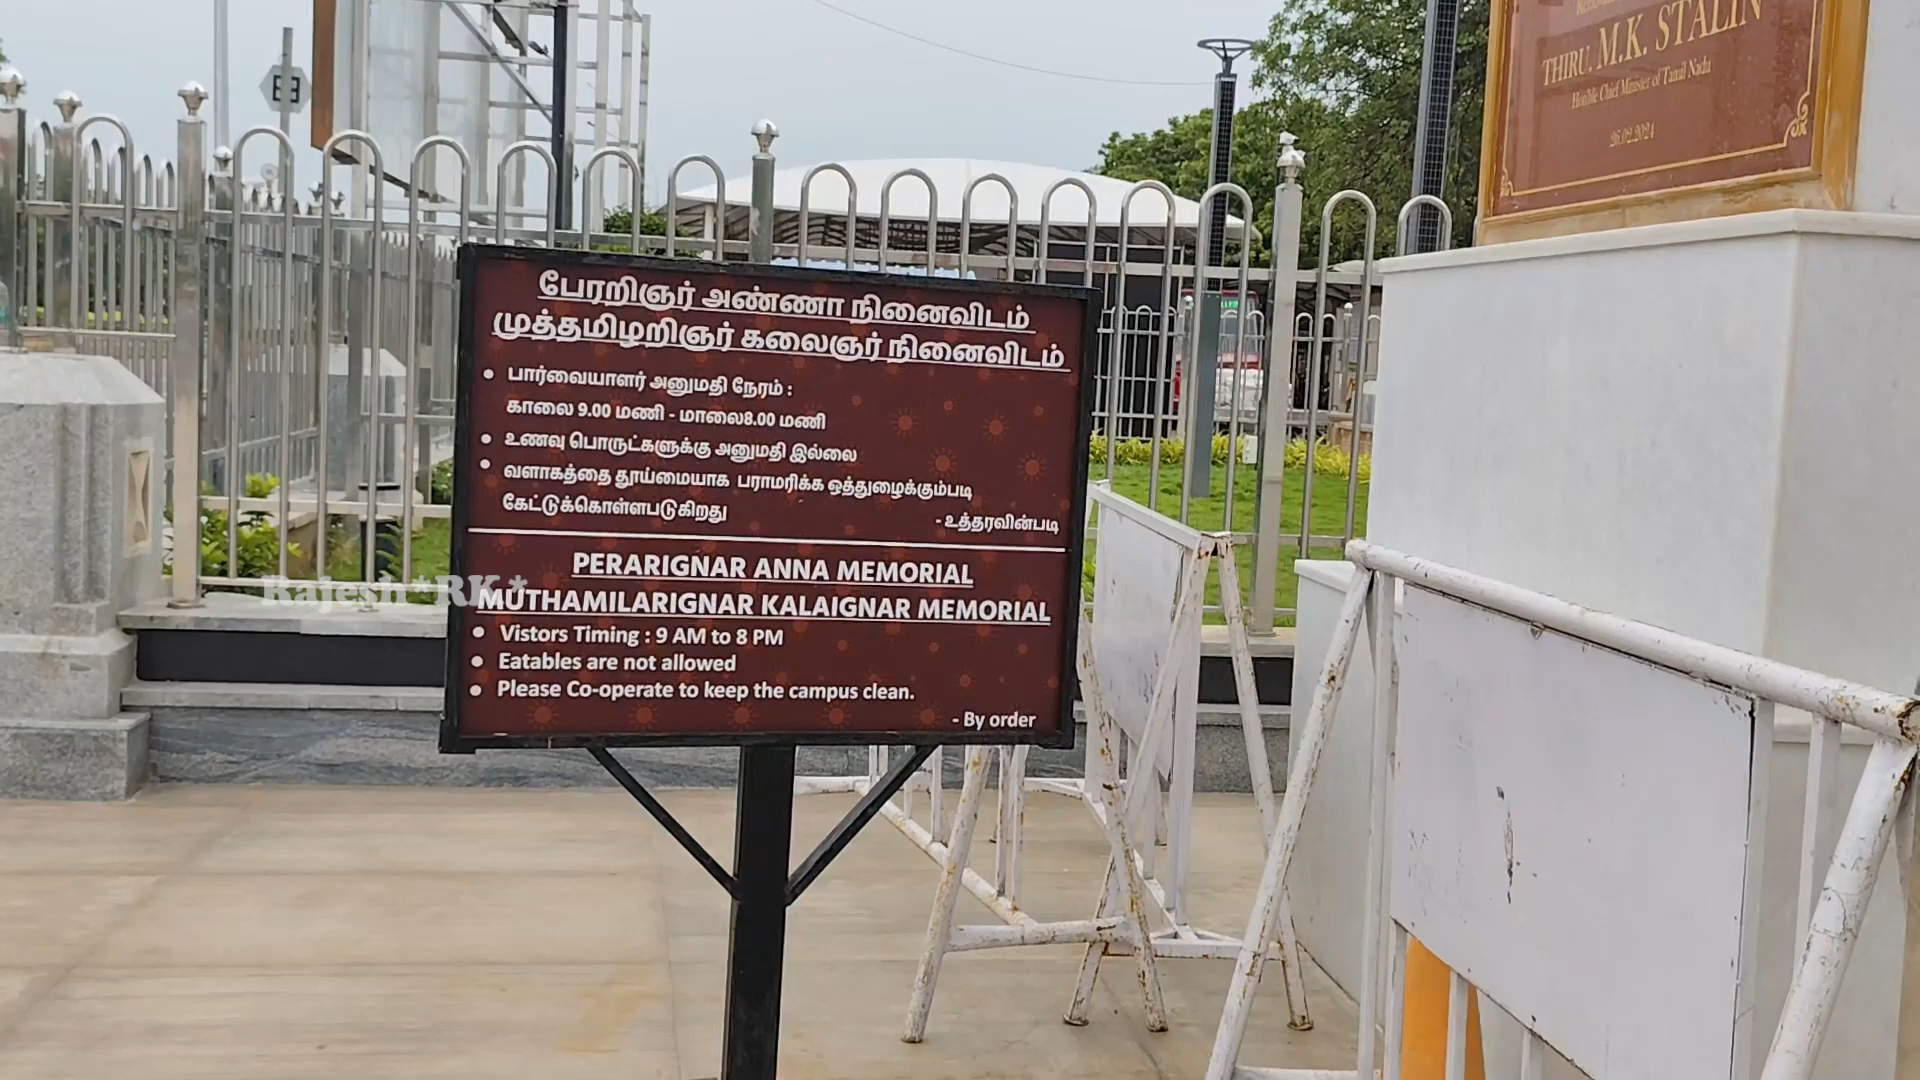 THIRU. M.K. STALIN
Hon'ble Chief Minister of Tamil Nadu
26.02.2024
பேரறிஞர் அண்ணா நினைவிடம்
முத்தமிழறிஞர் கலைஞர் நினைவிடம்
• பார்வையாளர் அனுமதி நேரம் :
காலை 9.00 மணி - மாலை8.00 மணி
• உணவு பொருட்களுக்கு அனுமதி இல்லை
• வளாகத்தை தூய்மையாக பராமரிக்க ஒத்துழைக்கும்படி
கேட்டுக்கொள்ளபடுகிறது
- உத்தரவின்படி
PERARIGNAR ANNA MEMORIAL
MUTHAMILARIGNAR KALAIGNAR MEMORIAL
• Vistors Timing : 9 AM to 8 PM
• Eatables are not allowed
• Please Co-operate to keep the campus clean.
- By order
Rajesh*RK*